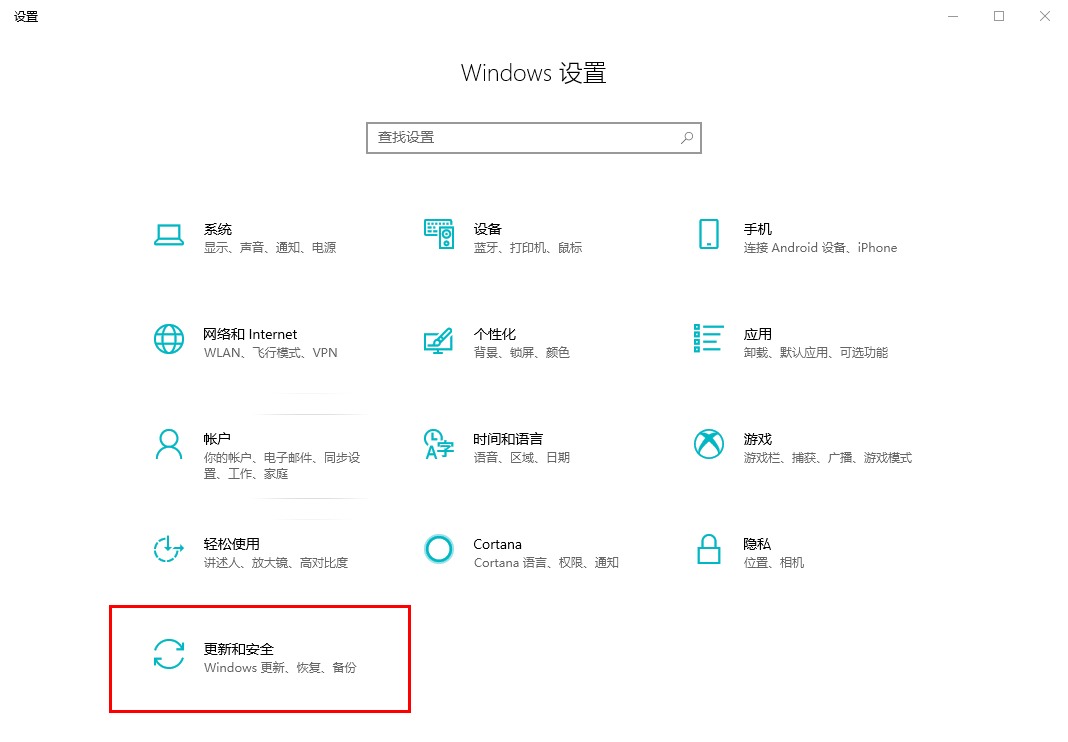 设置
Windows 设置
查找设置
系统
显示、声音、通知、电源
设备
蓝牙、打印机、鼠标
手机
连接 Android 设备、iPhone
网络和 Internet
WLAN、飞行模式、VPN
个性化
背景、锁屏、颜色
应用
卸载、默认应用、可选功能
帐户
你的帐户、电子邮件、同步设
置、工作、家庭
时间和语言
语音、区域、日期
游戏
游戏栏、捕获、广播、游戏模式
轻松使用
讲述人、放大镜、高对比度
Cortana
Cortana 语言、权限、通知
隐私
位置、相机
更新和安全
Windows 更新、恢复、备份